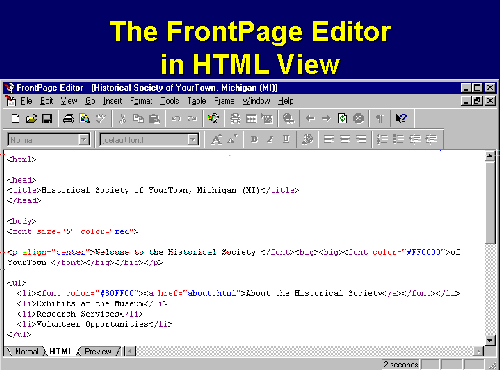 The FrontPage Editor
in HTML View
FrontPage Editor - [Historical Society of YourTown, Michigan (MI)]
File Edit View Go Insert Format Tools Table Frame Window Help
Normal (default font)
<html>
<head>
<title>Historical Society of YourTown, Michigan (MI)</title>
</head>
<body>
<font size="5" color="red">
<p align="center">Welcome to the Historical Society </font><big><big><font color="#FF0000">of
YourTown </font></big></big></p>
<ul>
<li><font color="#80FF00"><a href="about.html">About the Historical Society</a></font></li>
<li>Exhibits at the Museum</li>
<li>Research Services</li>
<li>Volunteer Opportunities</li>
</ul>
Normal HTML Preview
2 seconds